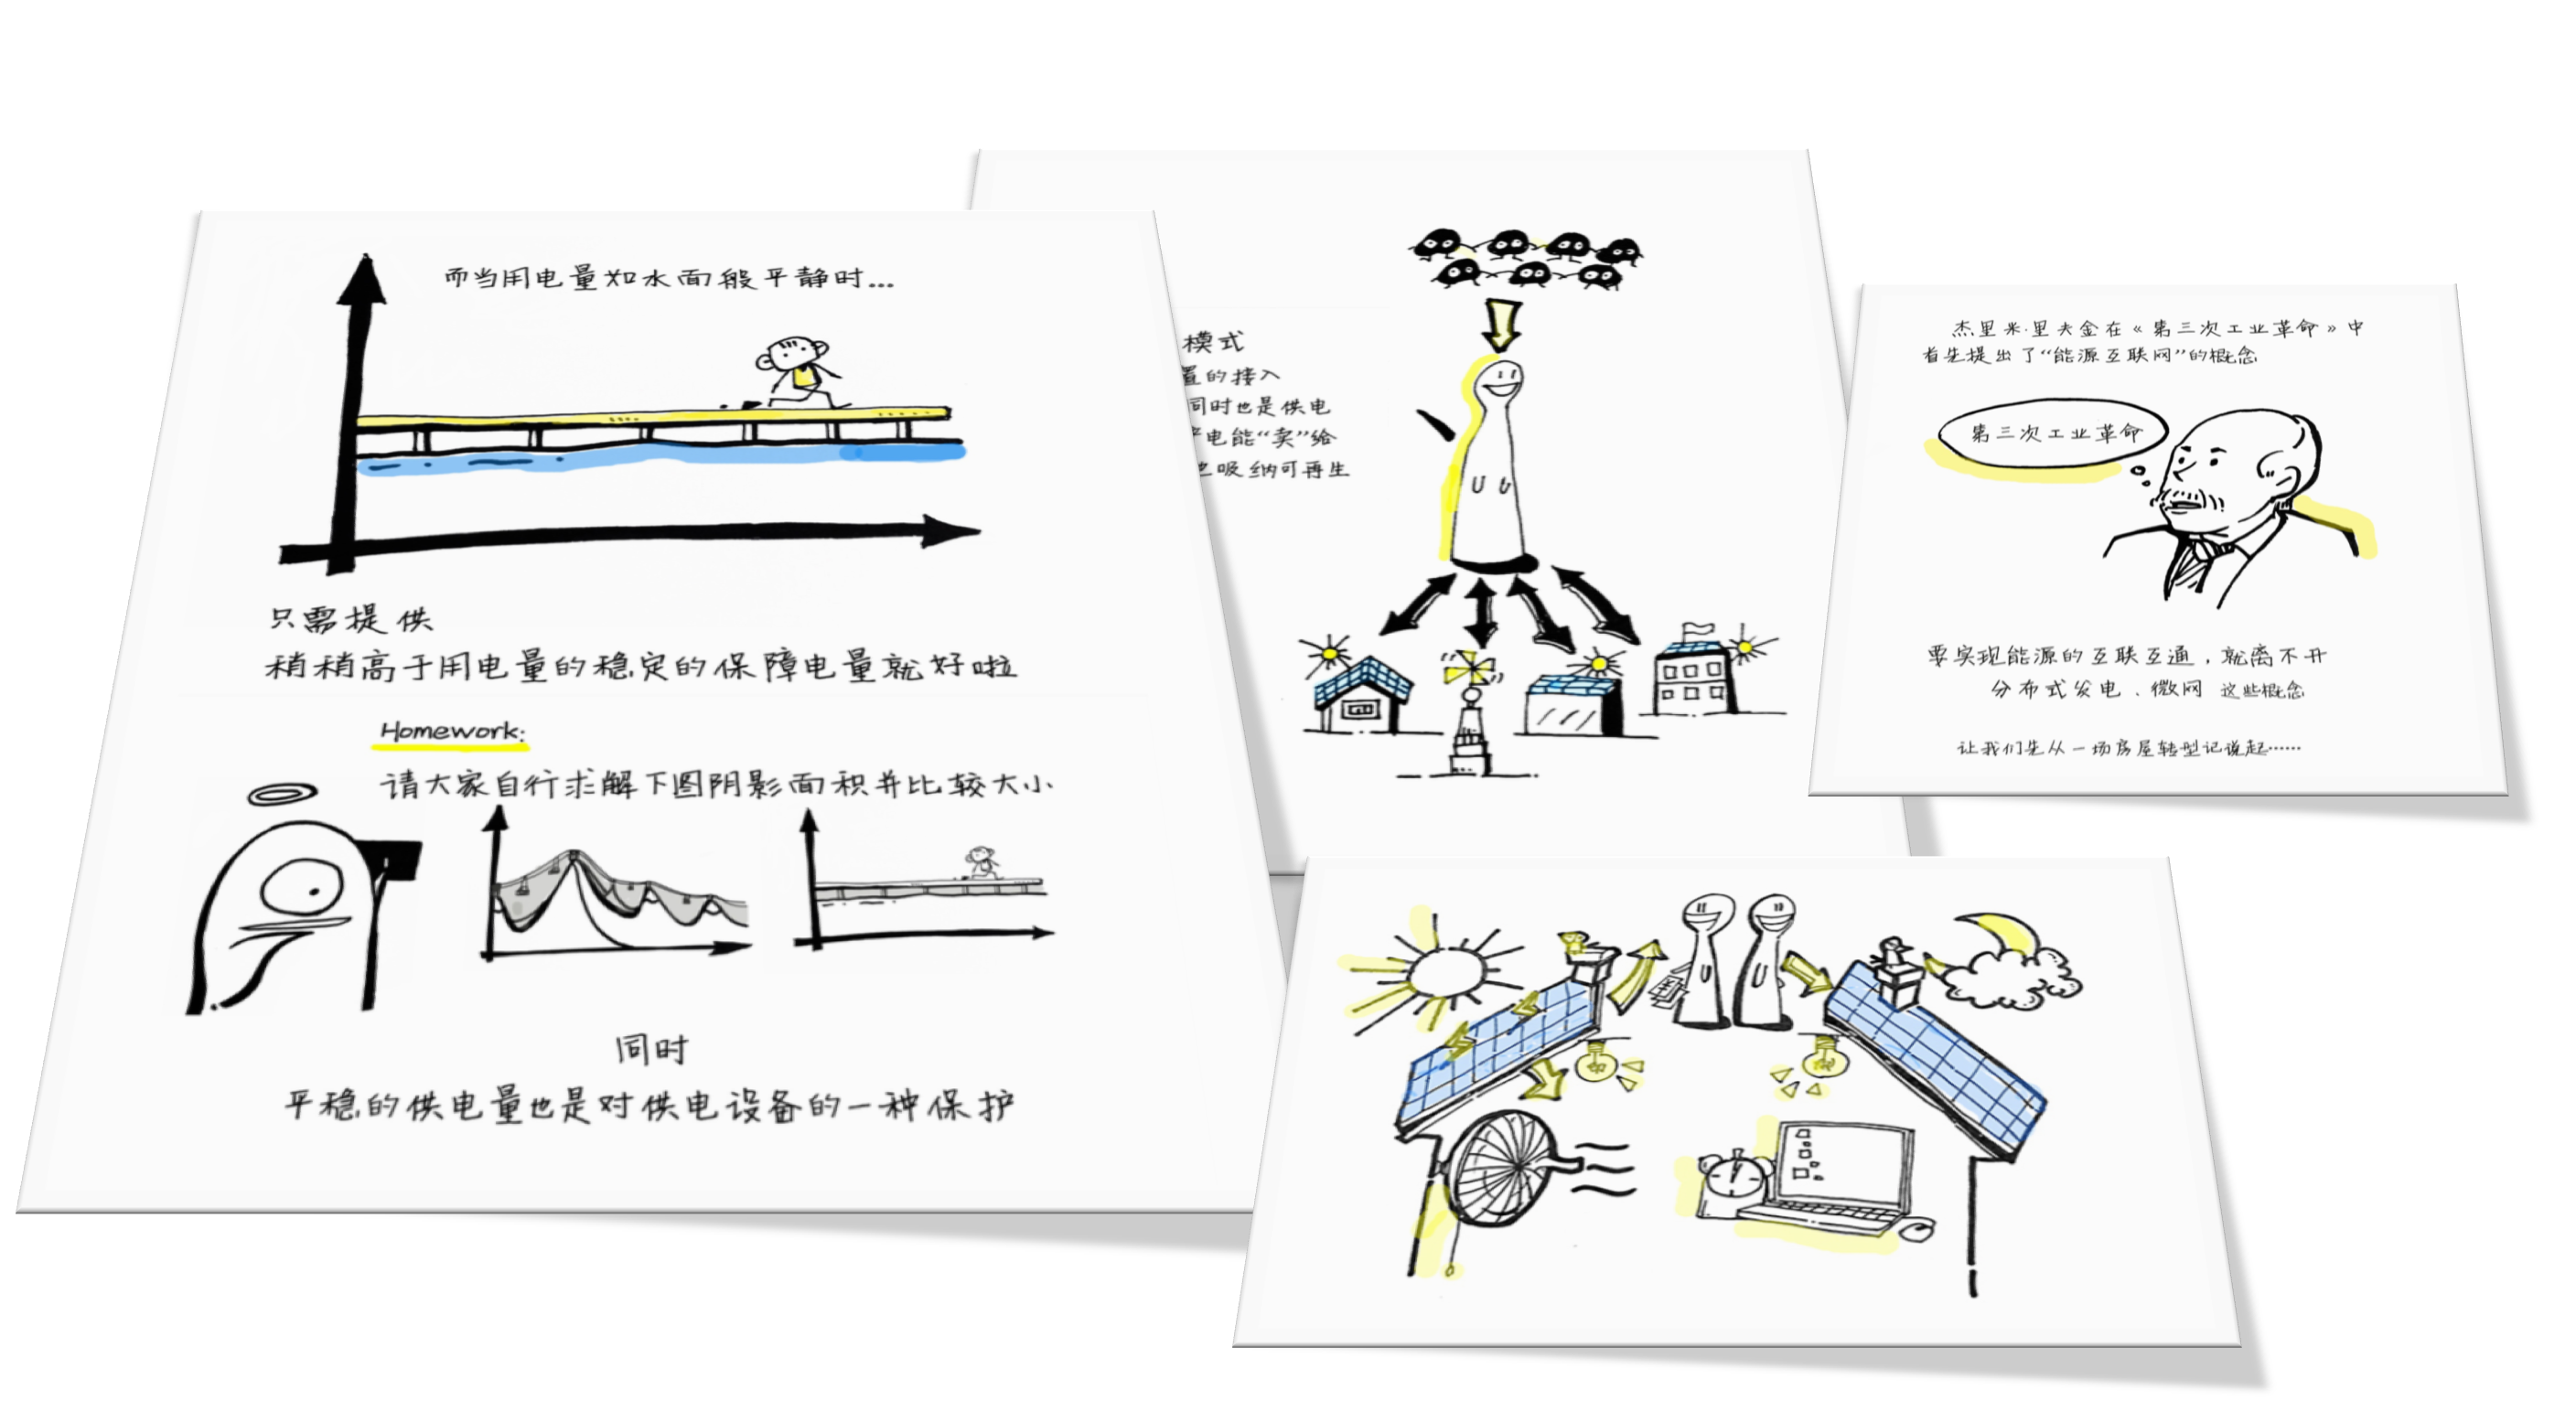 而当用电量如水面般平静时...
只需提供
稍稍高于用电量的稳定的保障电量就好啦
Homework:
请大家自行求解下图阴影面积并比较大小
同时
平稳的供电量也是对供电设备的一种保护
模式
置的接入
同时也是供电
电能“卖”给
也吸纳可再生
杰里米·里夫金在《第三次工业革命》中
首先提出了“能源互联网”的概念
第三次工业革命
要实现能源的互联互通，就离不开
分布式发电、微网 这些概念
让我们先从一场房屋转型记说起……